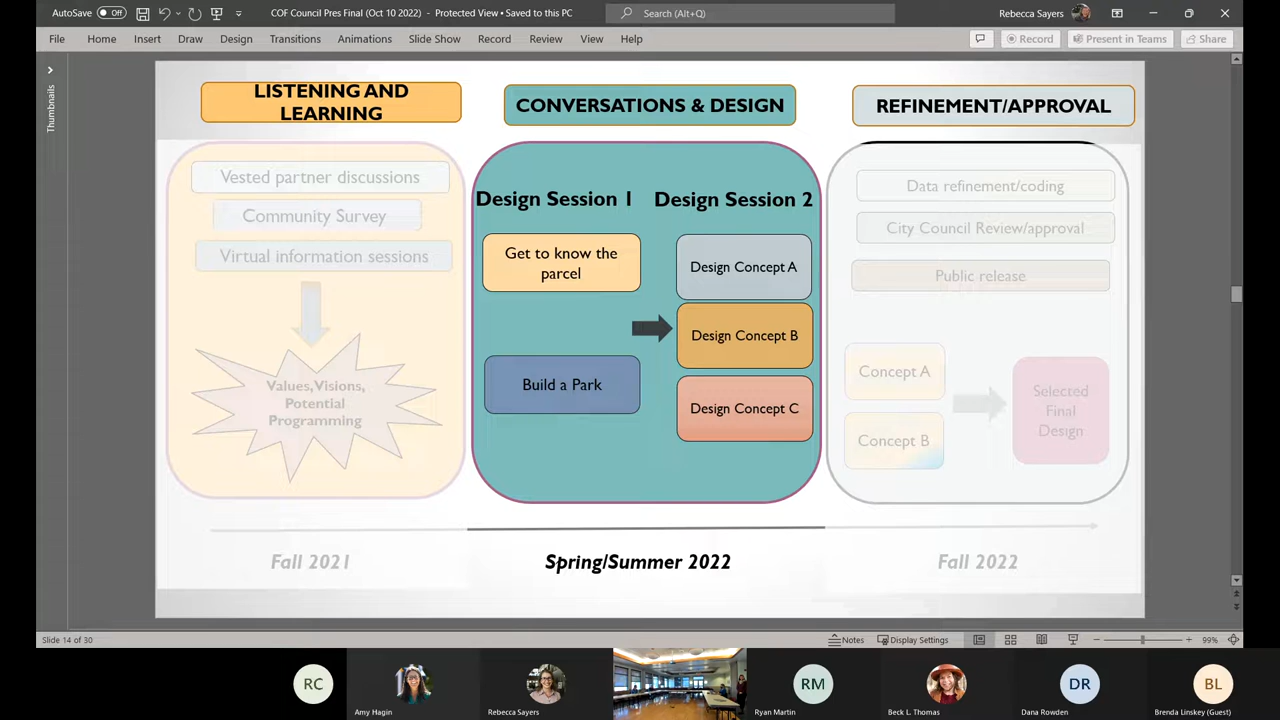 AutoSave Off
COF Council Pres Final (Oct 10 2022) - Protected View • Saved to this PC
Search (Alt+Q)
Rebecca Sayers
File Home Insert Draw Design Transitions Animations Slide Show Record Review View Help
Record
Present in Teams
Share
Thumbnails
LISTENING AND
LEARNING
CONVERSATIONS & DESIGN
REFINEMENT/APPROVAL
Vested partner discussions
Community Survey
Virtual information sessions
Values, Visions,
Potential
Programming
Design Session 1
Get to know the
parcel
Build a Park
Design Session 2
Design Concept A
Design Concept B
Design Concept C
Data refinement/coding
City Council Review/approval
Public release
Concept A
Concept B
Selected
Final
Design
Fall 2021
Spring/Summer 2022
Fall 2022
Slide 14 of 30
Notes
Display Settings
99%
RC
Amy Hagin
Rebecca Sayers
RM
Ryan Martin
Beck L. Thomas
DR
Dana Rowden
BL
Brenda Linskey (Guest)